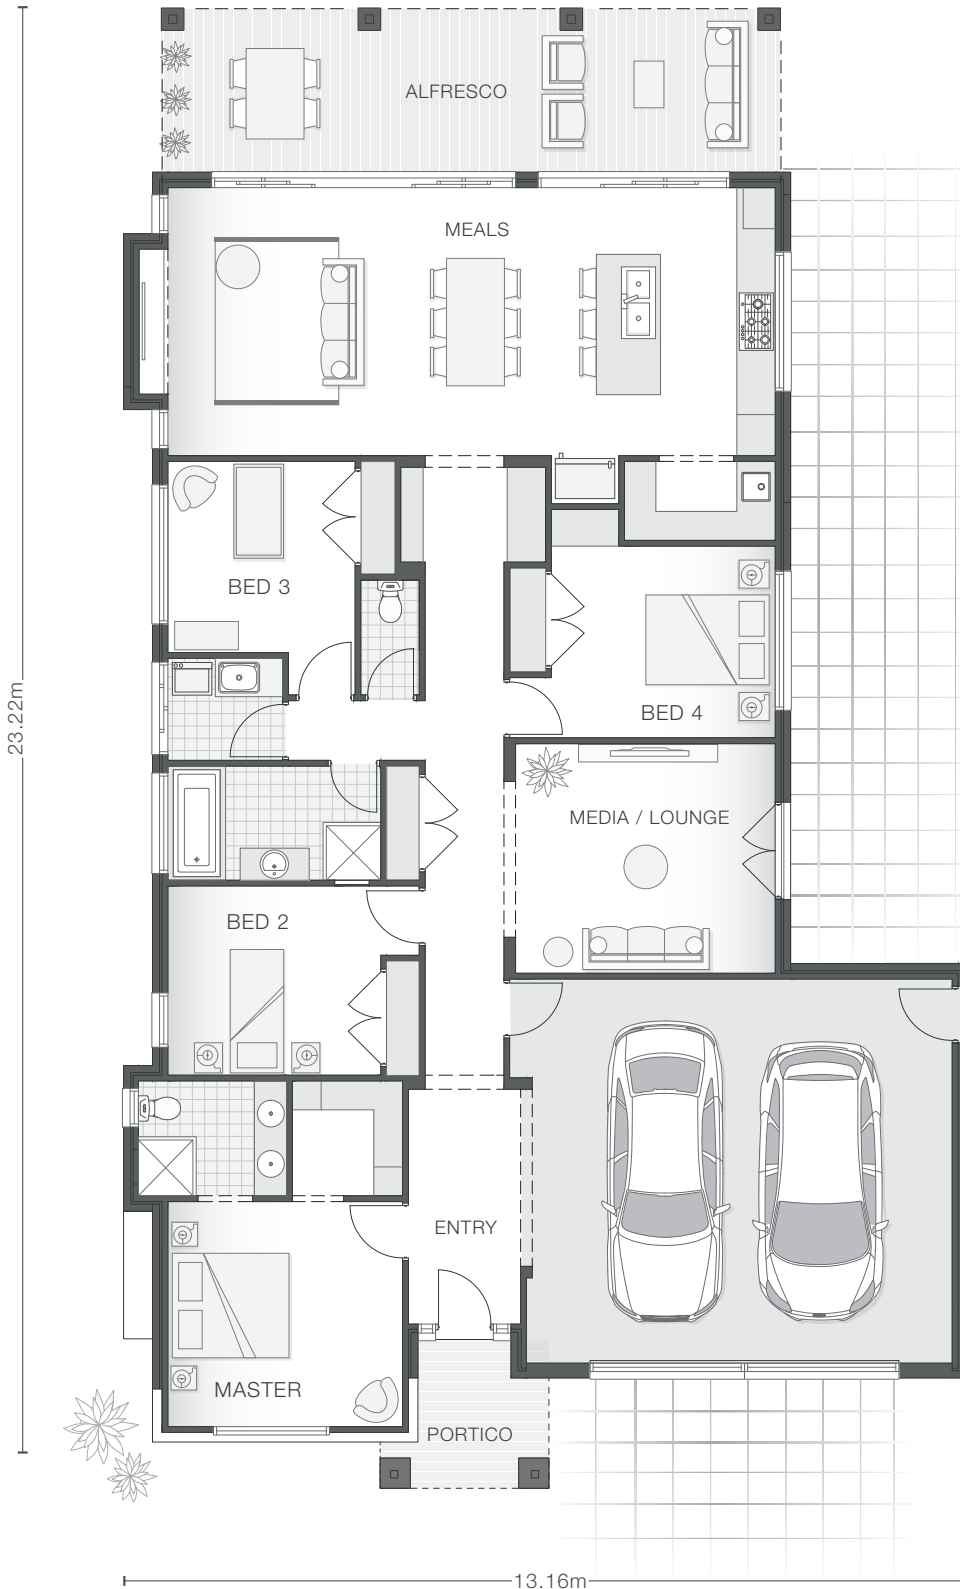 ALFRESCO
MEALS
BED 3
BED 4
23.22m
MEDIA / LOUNGE
BED 2
ENTRY
MASTER
PORTICO
13.16m